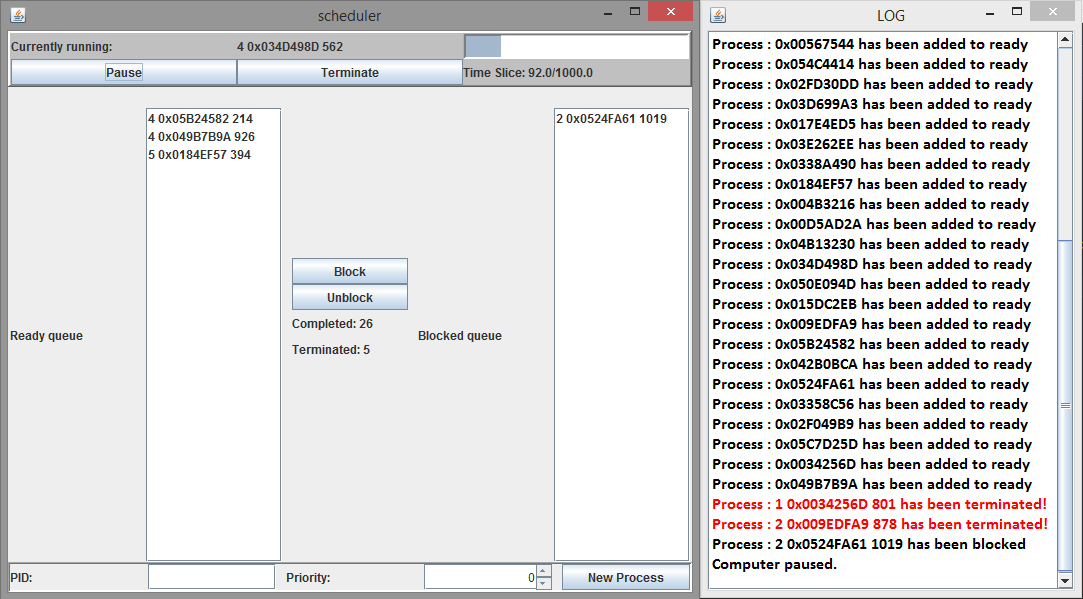 scheduler
Currently running: 4 0x034D498D 562
Pause Terminate Time Slice: 92.0/1000.0
4 0x05B24582 214
4 0x049B7B9A 926
5 0x0184EF57 394
2 0x0524FA61 1019
Block
Unblock
Completed: 26
Terminated: 5
Ready queue
Blocked queue
PID: Priority: 0 New Process
LOG
Process : 0x00567544 has been added to ready
Process : 0x054C4414 has been added to ready
Process : 0x02FD30DD has been added to ready
Process : 0x03D699A3 has been added to ready
Process : 0x017E4ED5 has been added to ready
Process : 0x03E262EE has been added to ready
Process : 0x0338A490 has been added to ready
Process : 0x0184EF57 has been added to ready
Process : 0x004B3216 has been added to ready
Process : 0x00D5AD2A has been added to ready
Process : 0x04B13230 has been added to ready
Process : 0x034D498D has been added to ready
Process : 0x050E094D has been added to ready
Process : 0x015DC2EB has been added to ready
Process : 0x009EDFA9 has been added to ready
Process : 0x05B24582 has been added to ready
Process : 0x042B0BCA has been added to ready
Process : 0x0524FA61 has been added to ready
Process : 0x03358C56 has been added to ready
Process : 0x02F049B9 has been added to ready
Process : 0x05C7D25D has been added to ready
Process : 0x0034256D has been added to ready
Process : 0x049B7B9A has been added to ready
Process : 1 0x0034256D 801 has been terminated!
Process : 2 0x009EDFA9 878 has been terminated!
Process : 2 0x0524FA61 1019 has been blocked
Computer paused.